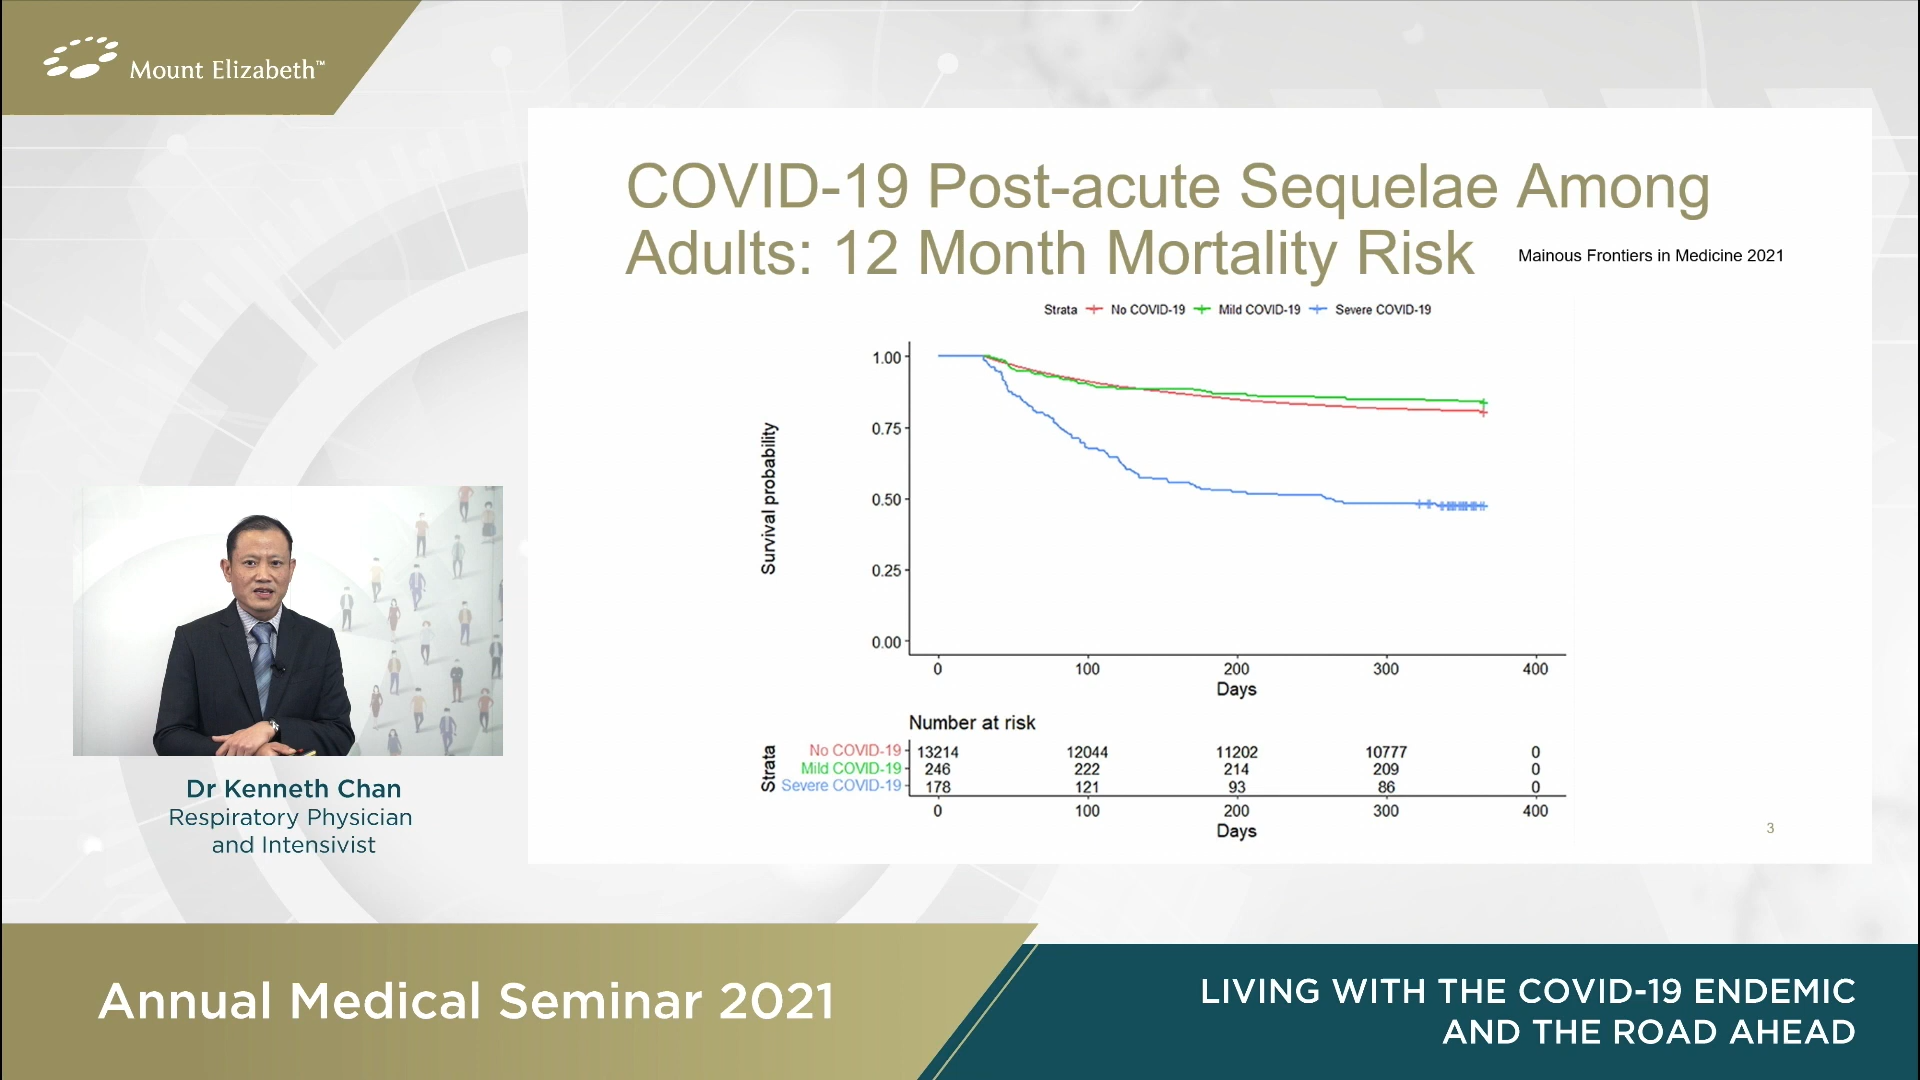 Mount Elizabeth™
COVID-19 Post-acute Sequelae Among
Adults: 12 Month Mortality Risk
Mainous Frontiers in Medicine 2021
Strata No COVID-19 Mild COVID-19 Severe COVID-19
Survival probability
1.00
0.75
0.50
0.25
0.00
0 100 200 300 400
Days
Number at risk
Strata
No COVID-19 13214 12044 11202 10777 0
Mild COVID-19 246 222 214 209 0
Severe COVID-19 178 121 93 86 0
0 100 200 300 400
Days
3
Dr Kenneth Chan
Respiratory Physician
and Intensivist
Annual Medical Seminar 2021
LIVING WITH THE COVID-19 ENDEMIC
AND THE ROAD AHEAD